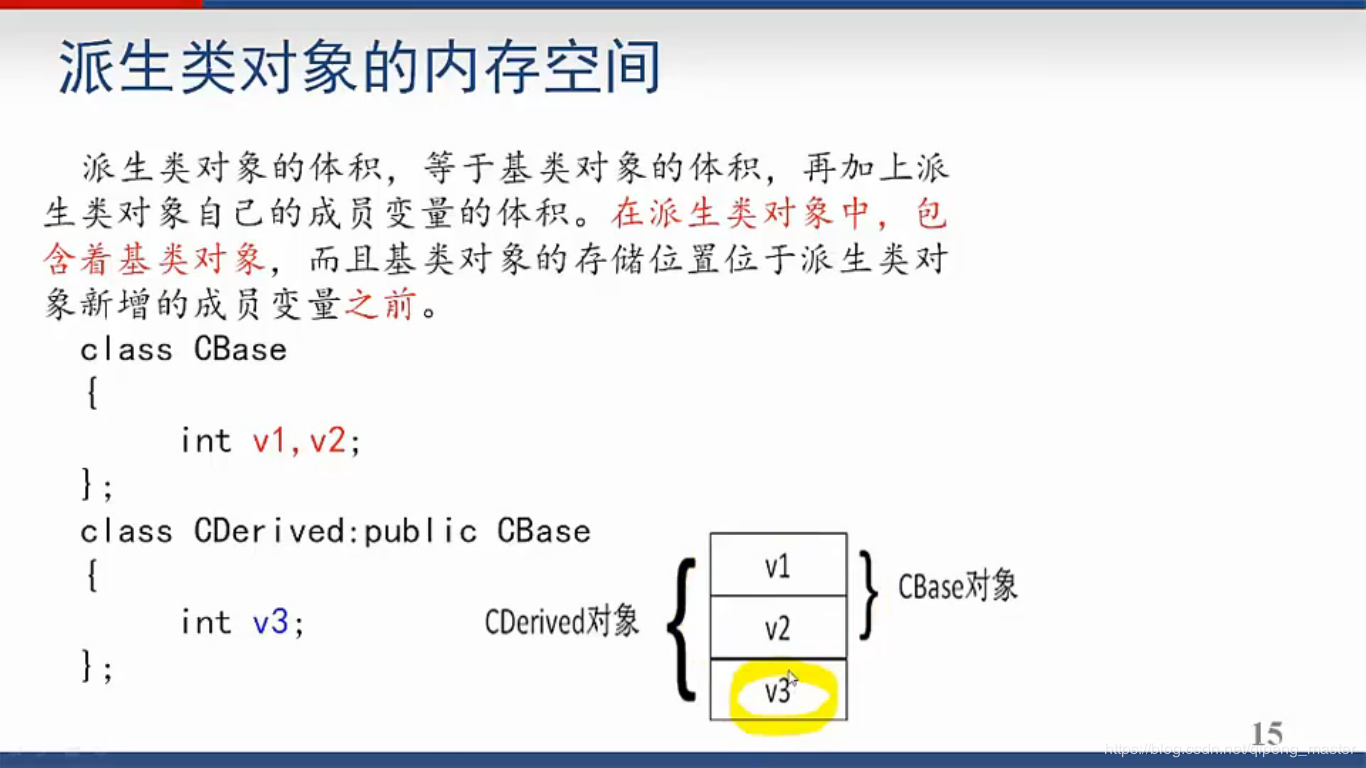 派生类对象的内存空间
派生类对象的体积，等于基类对象的体积，再加上派
生类对象自己的成员变量的体积。在派生类对象中，包
含着基类对象，而且基类对象的存储位置位于派生类对
象新增的成员变量之前。
class CBase
{
int v1,v2;
};
class CDerived:public CBase
{
int v3;
};
CDerived对象
{
v1
v2
v3
}
CBase对象
15
https://blog.csdn.net/qipeng_master